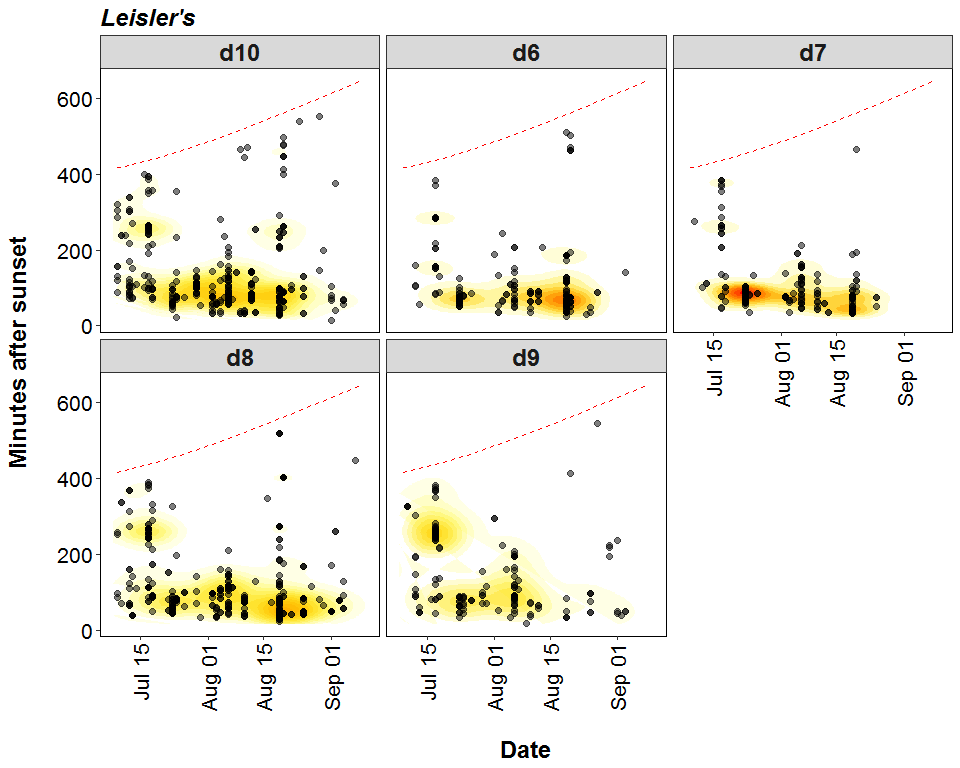 Leisler's
d10 d6 d7
600
400
200
0
Jul 15 Aug 01 Aug 15 Sep 01
d8 d9
600
400
200
0
Jul 15 Aug 01 Aug 15 Sep 01 Jul 15 Aug 01 Aug 15 Sep 01
Minutes after sunset
Date